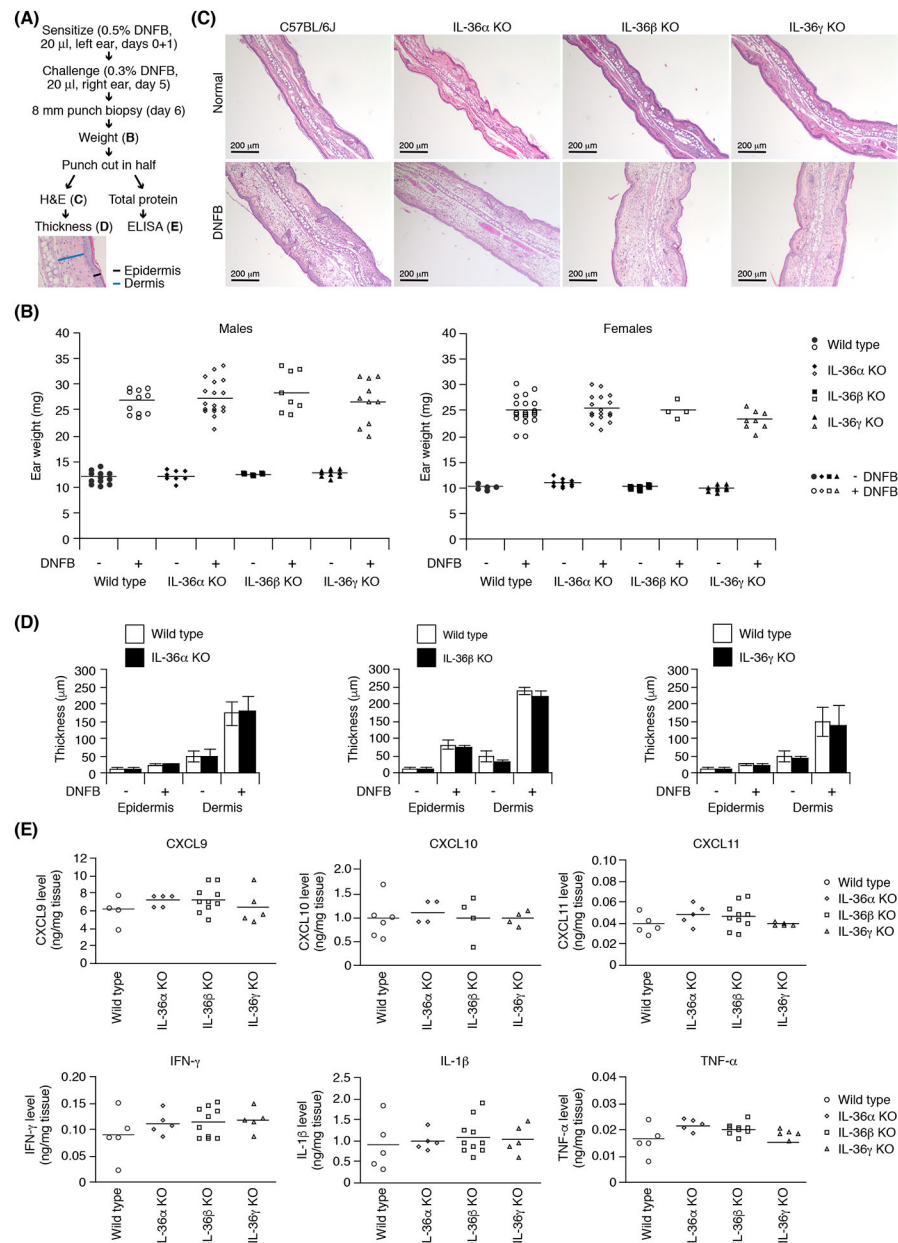 (A)
Sensitize (0.5% DNFB,
20 µl, left ear, days 0+1)
Challenge (0.3% DNFB,
20 µl, right ear, day 5)
8 mm punch biopsy (day 6)
Weight (B)
Punch cut in half
H&E (C) Total protein
Thickness (D) ELISA (E)
Epidermis
Dermis
(C)
C57BL/6J IL-36α KO IL-36β KO IL-36γ KO
Normal
200 µm 200 µm 200 µm 200 µm
DNFB
200 µm 200 µm 200 µm 200 µm
(B)
Males
Ear weight (mg)
40
35
30
25
20
15
10
5
0
DNFB - + - + - + - +
Wild type IL-36α KO IL-36β KO IL-36γ KO
Females
Ear weight (mg)
40
35
30
25
20
15
10
5
0
DNFB - + - + - + - +
Wild type IL-36α KO IL-36β KO IL-36γ KO
Wild type
IL-36α KO
IL-36β KO
IL-36γ KO
- DNFB
+ DNFB
(D)
Wild type
IL-36α KO
Thickness (µm)
300
250
200
150
100
50
0
DNFB - + - +
Epidermis Dermis
Wild type
IL-36β KO
Thickness (µm)
300
250
200
150
100
50
0
DNFB - + - +
Epidermis Dermis
Wild type
IL-36γ KO
Thickness (µm)
300
250
200
150
100
50
0
DNFB - + - +
Epidermis Dermis
(E)
CXCL9
CXCL9 level
(ng/mg tissue)
12
10
8
6
4
2
0
Wild type
IL-36α KO
IL-36β KO
IL-36γ KO
CXCL10
CXCL10 level
(ng/mg tissue)
2.0
1.5
1.0
0.5
0
Wild type
IL-36α KO
IL-36β KO
IL-36γ KO
CXCL11
CXCL11 level
(ng/mg tissue)
0.10
0.08
0.06
0.04
0.02
0
Wild type
IL-36α KO
IL-36β KO
IL-36γ KO
Wild type
IL-36α KO
IL-36β KO
IL-36γ KO
IFN-γ
IFN-γ level
(ng/mg tissue)
0.20
0.15
0.10
0.05
0
Wild type
L-36α KO
IL-36β KO
IL-36γ KO
IL-1β
IL-1β level
(ng/mg tissue)
2.5
2.0
1.5
1.0
0.5
0
Wild type
L-36α KO
IL-36β KO
IL-36γ KO
TNF-α
TNF-α level
(ng/mg tissue)
0.04
0.03
0.02
0.01
0
Wild type
L-36α KO
L-36β KO
IL-36γ KO
Wild type
IL-36α KO
IL-36β KO
IL-36γ KO